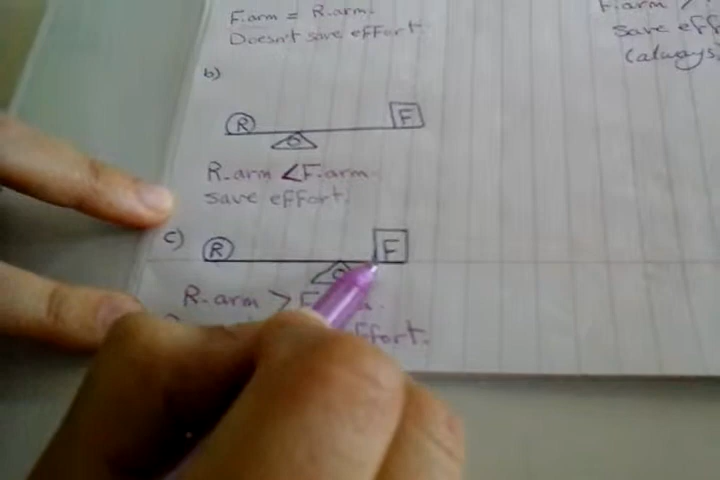 F.arm = R.arm.
Doesn't save effort.
F.arm >
save eff
(always.
b)
R
F
R.arm < F.arm
save effort.
c)
R
F
R.arm >
ffort.